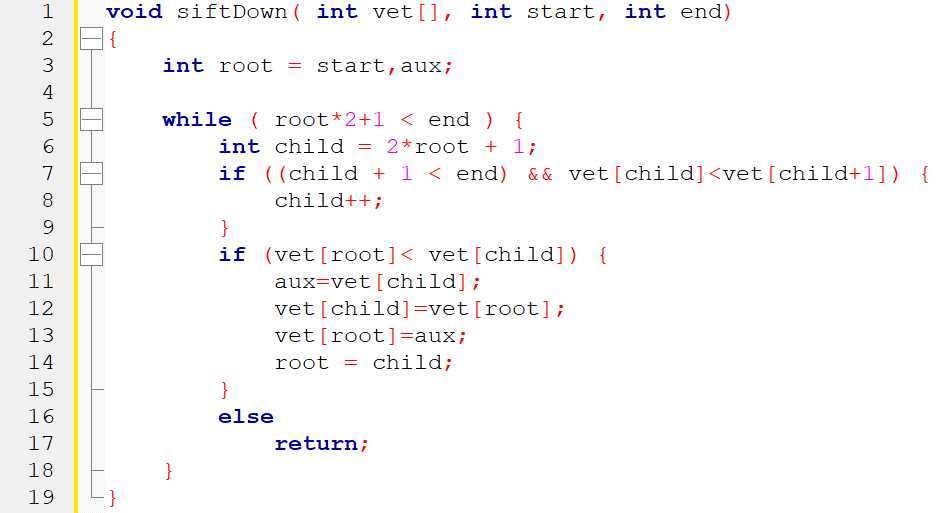 1 void siftDown( int vet[], int start, int end)
2 {
3 int root = start,aux;
4
5 while ( root*2+1 < end ) {
6 int child = 2*root + 1;
7 if ((child + 1 < end) && vet[child]<vet[child+1]) {
8 child++;
9 }
10 if (vet[root]< vet[child]) {
11 aux=vet[child];
12 vet[child]=vet[root];
13 vet[root]=aux;
14 root = child;
15 }
16 else
17 return;
18 }
19 }